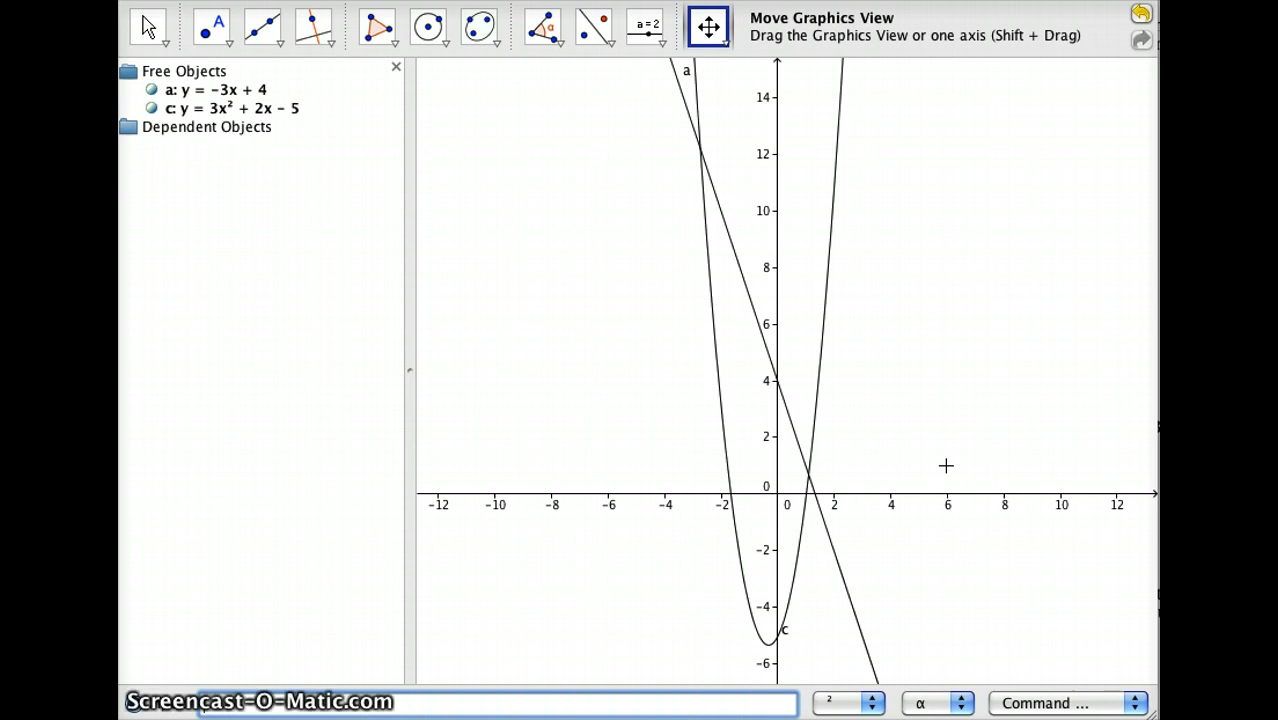 A
α
a=2
Move Graphics View
Drag the Graphics View or one axis (Shift + Drag)
Free Objects
a: y = -3x + 4
c: y = 3x² + 2x - 5
Dependent Objects
a
14
12
10
8
6
4
2
0
-12 -10 -8 -6 -4 -2 0 2 4 6 8 10 12
-2
-4
c
-6
Screencast-O-Matic.com
² α Command ...